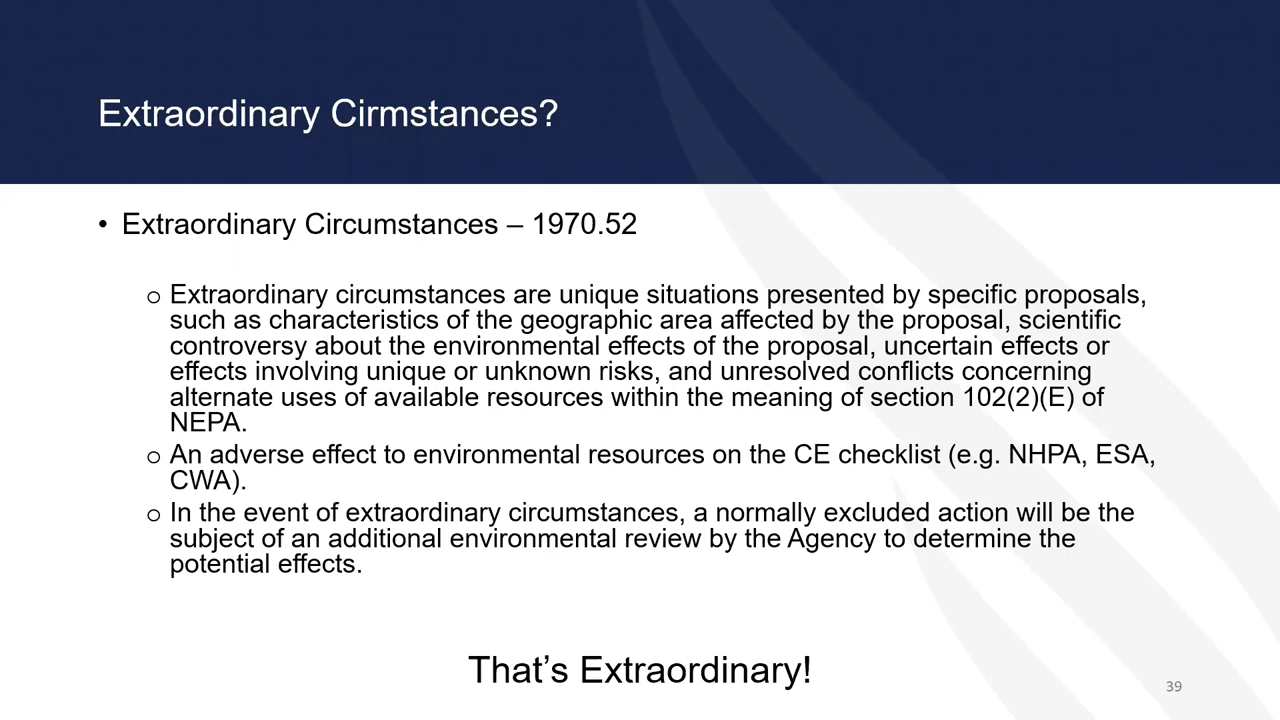 Extraordinary Cirmstances?
• Extraordinary Circumstances – 1970.52
o Extraordinary circumstances are unique situations presented by specific proposals,
such as characteristics of the geographic area affected by the proposal, scientific
controversy about the environmental effects of the proposal, uncertain effects or
effects involving unique or unknown risks, and unresolved conflicts concerning
alternate uses of available resources within the meaning of section 102(2)(E) of
NEPA.
o An adverse effect to environmental resources on the CE checklist (e.g. NHPA, ESA,
CWA).
o In the event of extraordinary circumstances, a normally excluded action will be the
subject of an additional environmental review by the Agency to determine the
potential effects.
That’s Extraordinary!
39